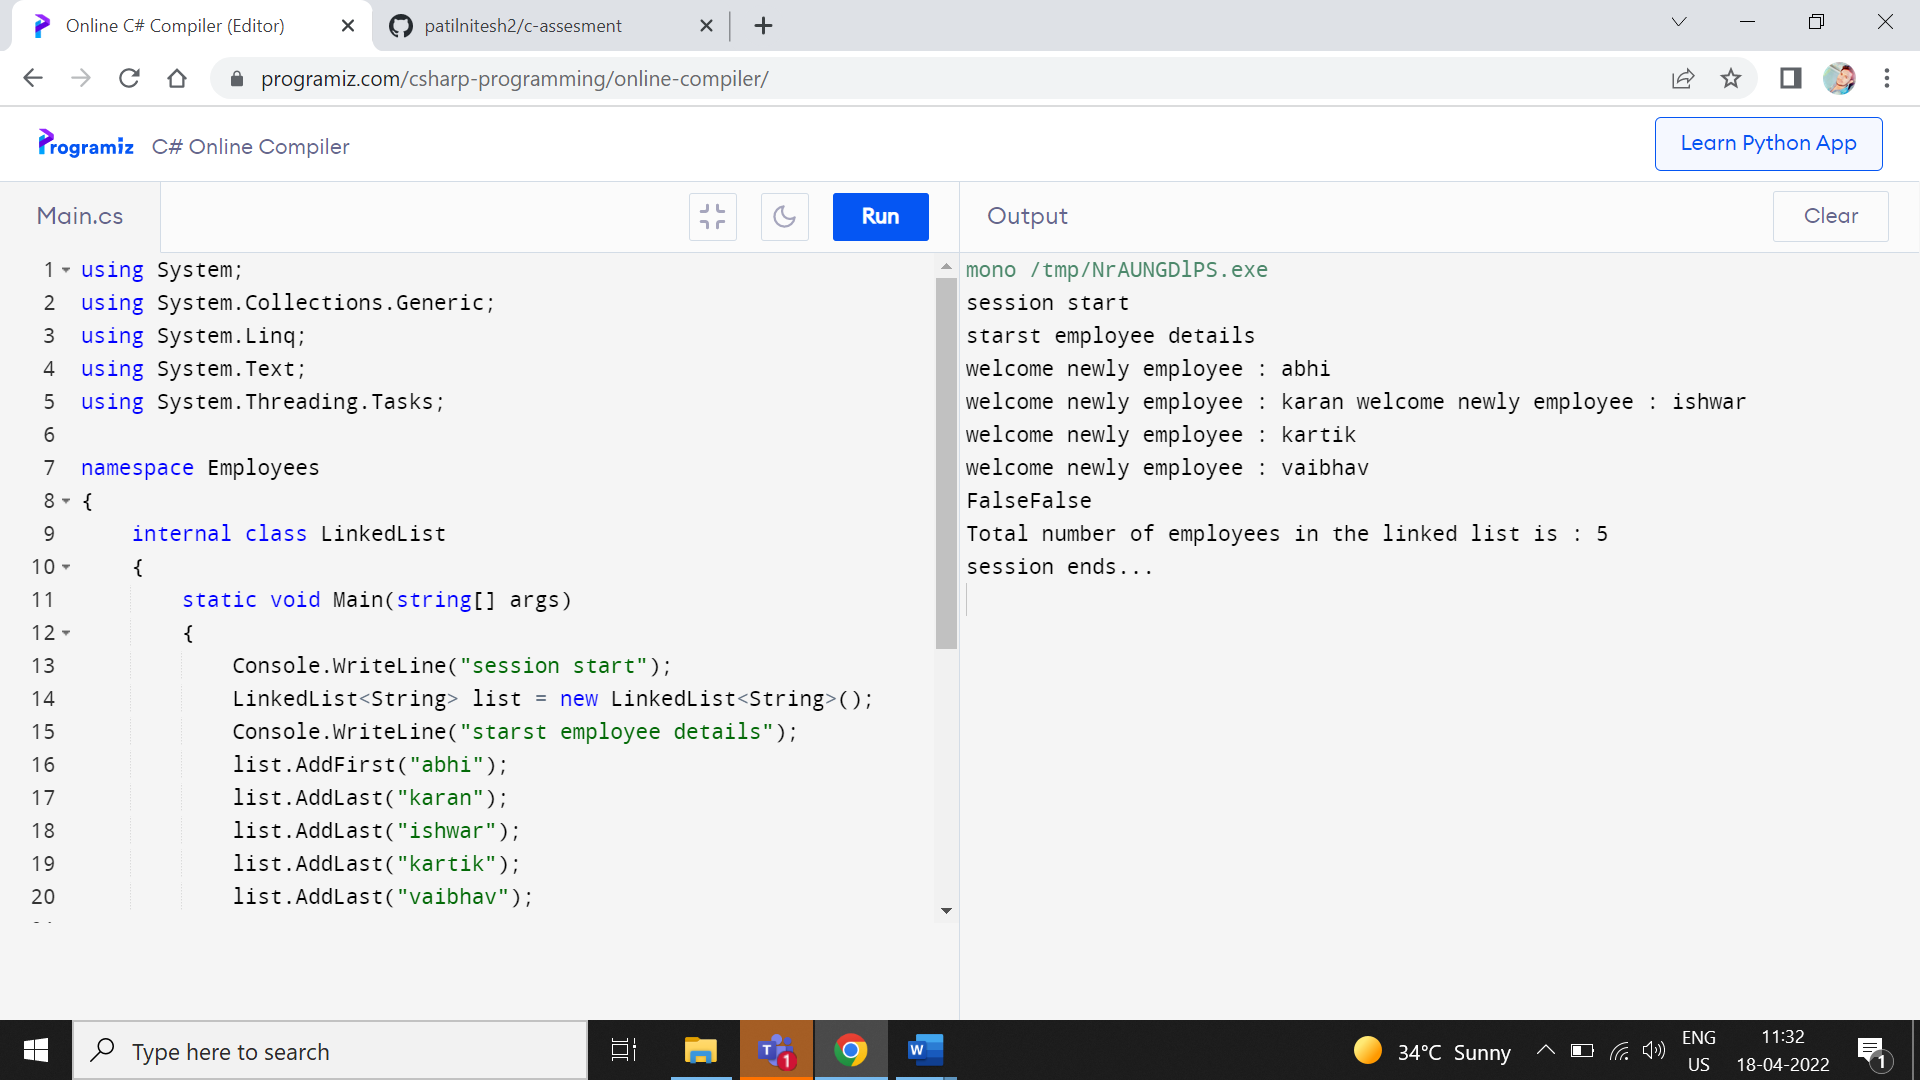 Online C# Compiler (Editor)
patilnitesh2/c-assesment
programiz.com/csharp-programming/online-compiler/
Programiz
C# Online Compiler
Learn Python App
Main.cs
Run
Output
Clear
1 using System;
2 using System.Collections.Generic;
3 using System.Linq;
4 using System.Text;
5 using System.Threading.Tasks;
6
7 namespace Employees
8 {
9 internal class LinkedList
10 {
11 static void Main(string[] args)
12 {
13 Console.WriteLine("session start");
14 LinkedList<String> list = new LinkedList<String>();
15 Console.WriteLine("starst employee details");
16 list.AddFirst("abhi");
17 list.AddLast("karan");
18 list.AddLast("ishwar");
19 list.AddLast("kartik");
20 list.AddLast("vaibhav");
mono /tmp/NrAUNGDlPS.exe
session start
starst employee details
welcome newly employee : abhi
welcome newly employee : karan welcome newly employee : ishwar
welcome newly employee : kartik
welcome newly employee : vaibhav
FalseFalse
Total number of employees in the linked list is : 5
session ends...
Type here to search
T
1
W
34°C Sunny
ENG
US
11:32
18-04-2022
1